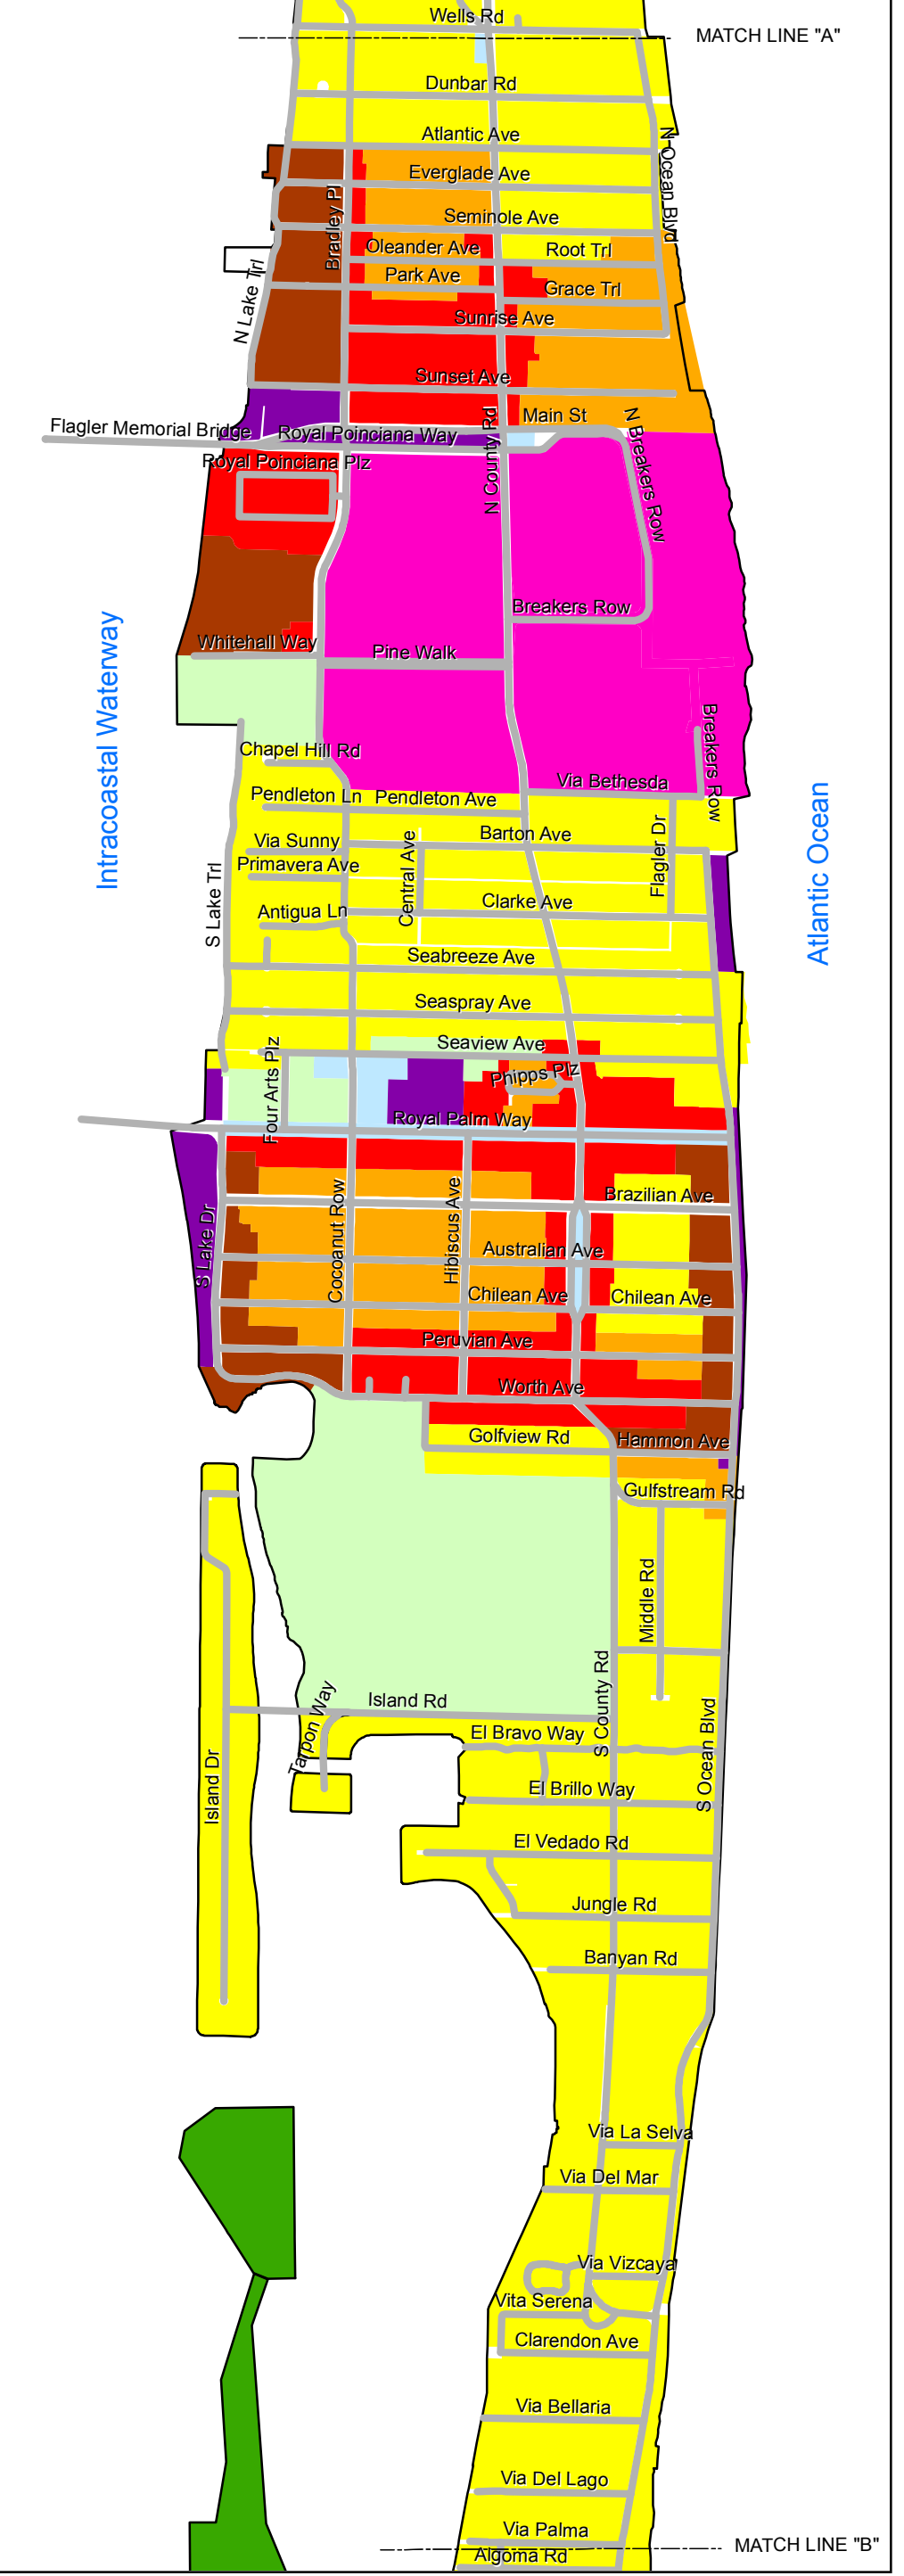 Wells Rd
MATCH LINE "A"
Dunbar Rd
Atlantic Ave
N Ocean Blvd
Everglade Ave
Bradley Pl
Seminole Ave
Oleander Ave
Root Trl
Park Ave
Grace Trl
N Lake Trl
Sunrise Ave
Sunset Ave
Main St
N Breakers Row
Flagler Memorial Bridge
Royal Poinciana Way
N County Rd
Royal Poinciana Plz
Breakers Row
Whitehall Way
Pine Walk
Intracoastal Waterway
Breakers Row
Chapel Hill Rd
Via Bethesda
Pendleton Ln
Pendleton Ave
Barton Ave
Via Sunny
Central Ave
Flagler Dr
Primavera Ave
Atlantic Ocean
S Lake Trl
Clarke Ave
Antigua Ln
Seabreeze Ave
Seaspray Ave
Seaview Ave
Four Arts Plz
Phipps Plz
Royal Palm Way
Brazilian Ave
Cocoanut Row
Hibiscus Ave
S Lake Dr
Australian Ave
Chilean Ave
Chilean Ave
Peruvian Ave
Worth Ave
Golfview Rd
Hammon Ave
Gulfstream Rd
Middle Rd
Island Rd
S County Rd
Tarpon Way
El Bravo Way
S Ocean Blvd
Island Dr
El Brillo Way
El Vedado Rd
Jungle Rd
Banyan Rd
Via La Selva
Via Del Mar
Via Vizcaya
Vita Serena
Clarendon Ave
Via Bellaria
Via Del Lago
Via Palma
MATCH LINE "B"
Algoma Rd